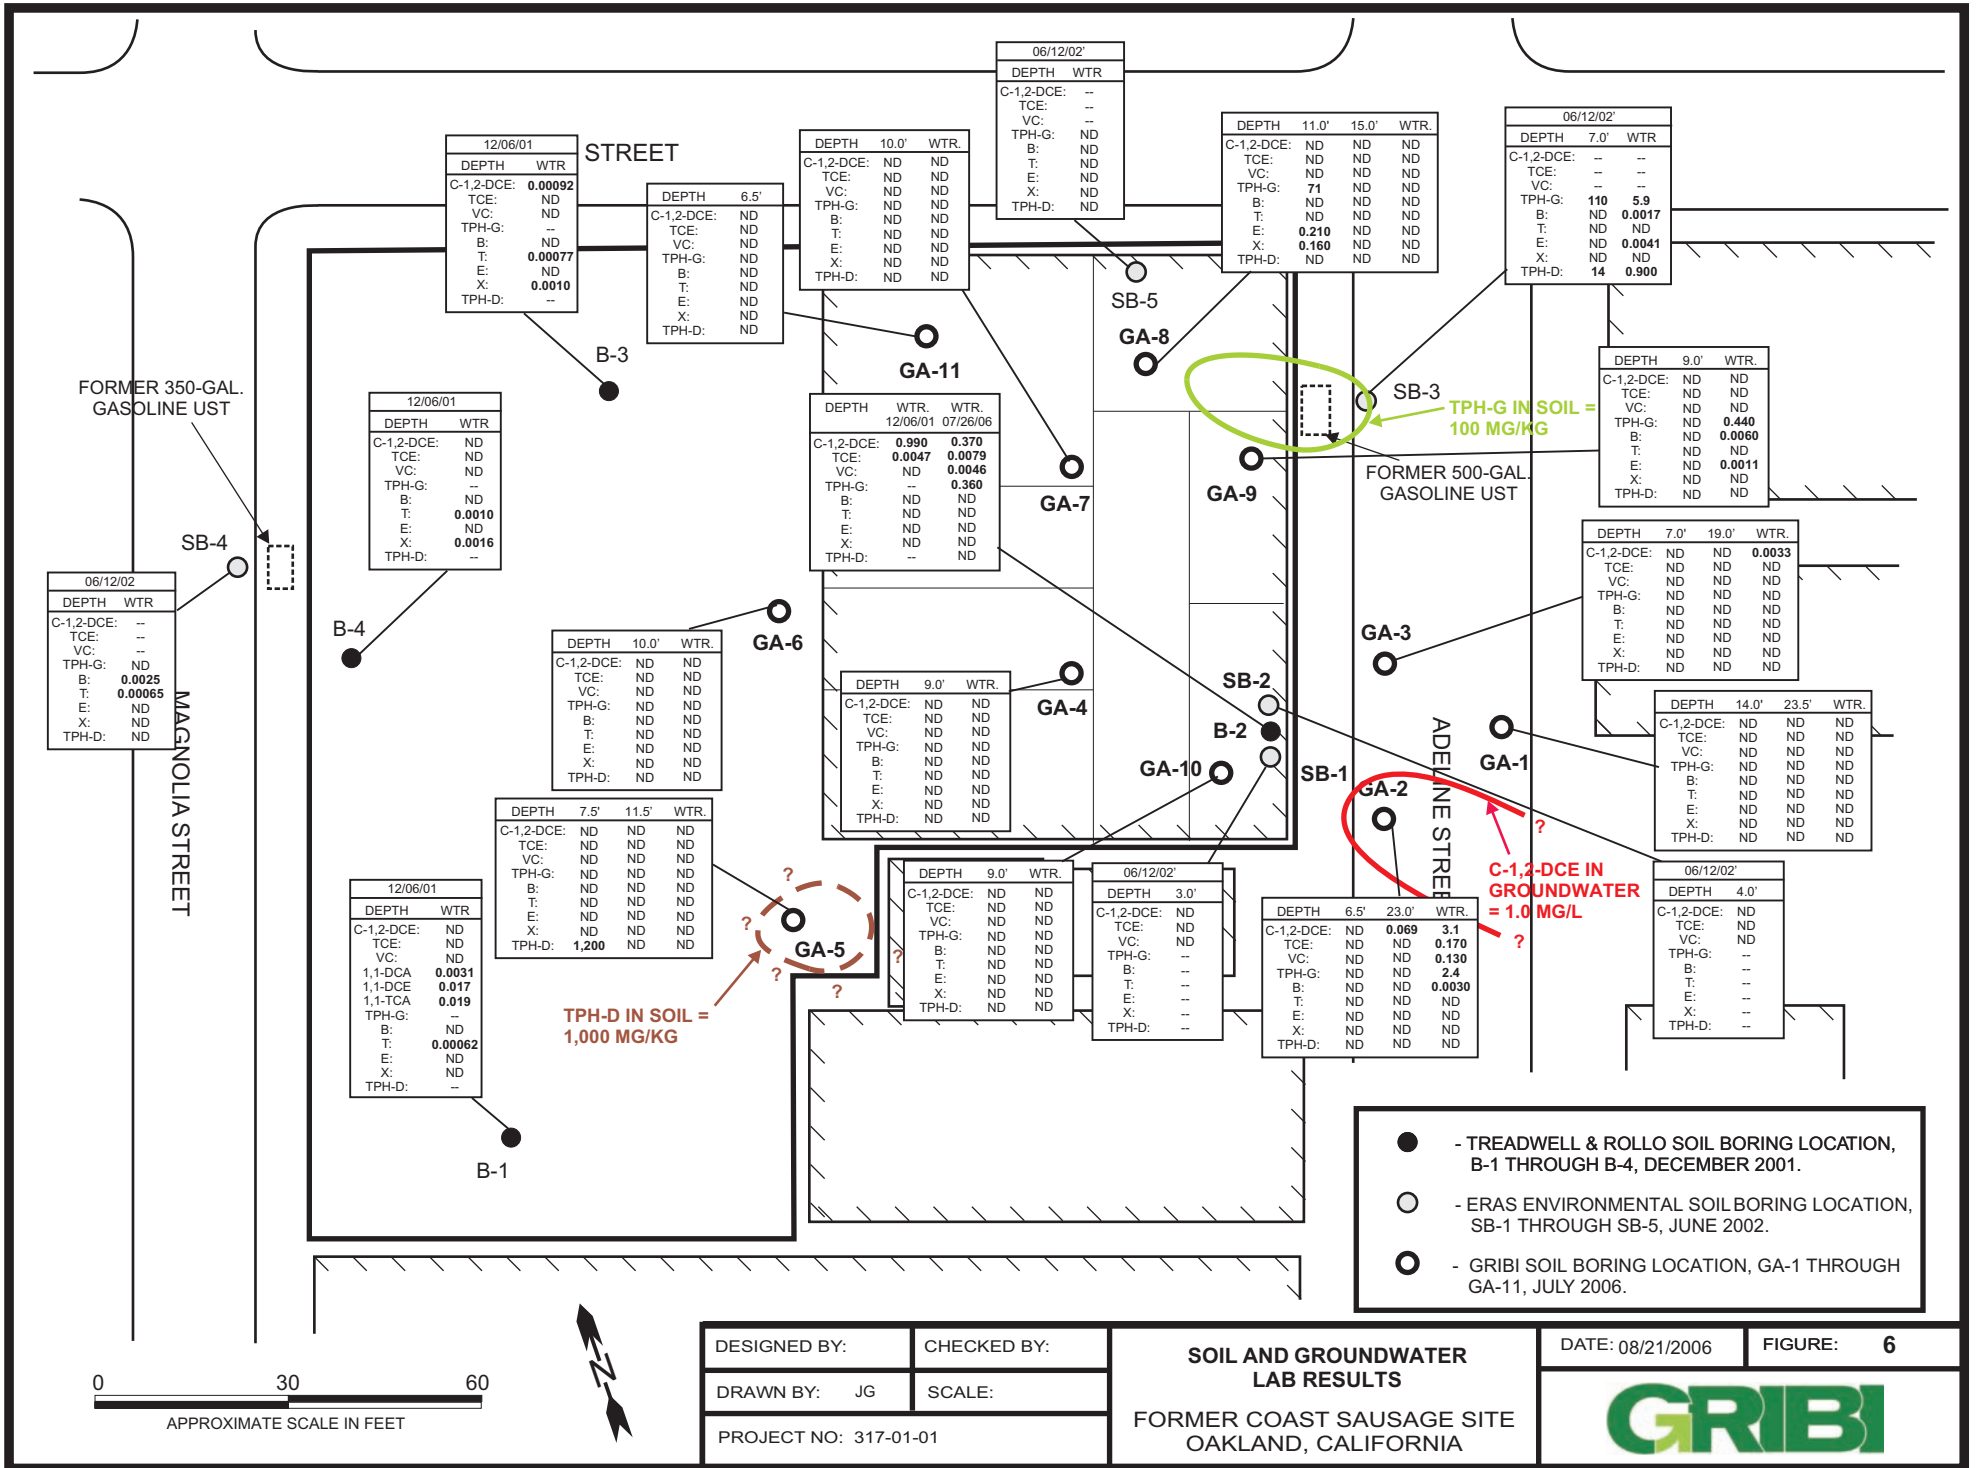 06/12/02'
DEPTH WTR
C-1,2-DCE: --
TCE: --
VC: --
TPH-G: ND
B: ND
T: ND
E: ND
X: ND
TPH-D: ND
SB-5
12/06/01
DEPTH WTR
C-1,2-DCE: 0.00092
TCE: ND
VC: ND
TPH-G: --
B: ND
T: 0.00077
E: ND
X: 0.0010
TPH-D: --
B-3
STREET
DEPTH 6.5'
C-1,2-DCE: ND
TCE: ND
VC: ND
TPH-G: ND
B: ND
T: ND
E: ND
X: ND
TPH-D: ND
GA-11
DEPTH 10.0' WTR.
C-1,2-DCE: ND ND
TCE: ND ND
VC: ND ND
TPH-G: ND ND
B: ND ND
T: ND ND
E: ND ND
X: ND ND
TPH-D: ND ND
GA-7
DEPTH 11.0' 15.0' WTR.
C-1,2-DCE: ND ND ND
TCE: ND ND ND
VC: ND ND ND
TPH-G: 71 ND ND
B: ND ND ND
T: ND ND ND
E: 0.210 ND ND
X: 0.160 ND ND
TPH-D: ND ND ND
GA-8
06/12/02'
DEPTH 7.0' WTR
C-1,2-DCE: -- --
TCE: -- --
VC: -- --
TPH-G: 110 5.9
B: ND 0.0017
T: ND ND
E: ND 0.0041
X: ND ND
TPH-D: 14 0.900
SB-3
TPH-G IN SOIL =
100 MG/KG
FORMER 500-GAL.
GASOLINE UST
DEPTH 9.0' WTR.
C-1,2-DCE: ND ND
TCE: ND ND
VC: ND ND
TPH-G: ND 0.440
B: ND 0.0060
T: ND ND
E: ND 0.0011
X: ND ND
TPH-D: ND ND
GA-9
FORMER 350-GAL.
GASOLINE UST
SB-4
06/12/02
DEPTH WTR
C-1,2-DCE: --
TCE: --
VC: --
TPH-G: ND
B: 0.0025
T: 0.00065
E: ND
X: ND
TPH-D: ND
MAGNOLIA STREET
12/06/01
DEPTH WTR
C-1,2-DCE: ND
TCE: ND
VC: ND
TPH-G: --
B: ND
T: 0.0010
E: ND
X: 0.0016
TPH-D: --
B-4
DEPTH WTR. WTR.
12/06/01 07/26/06
C-1,2-DCE: 0.990 0.370
TCE: 0.0047 0.0079
VC: ND 0.0046
TPH-G: -- 0.360
B: ND ND
T: ND ND
E: ND ND
X: ND ND
TPH-D: -- ND
B-2
DEPTH 7.0' 19.0' WTR.
C-1,2-DCE: ND ND 0.0033
TCE: ND ND ND
VC: ND ND ND
TPH-G: ND ND ND
B: ND ND ND
T: ND ND ND
E: ND ND ND
X: ND ND ND
TPH-D: ND ND ND
GA-3
DEPTH 10.0' WTR.
C-1,2-DCE: ND ND
TCE: ND ND
VC: ND ND
TPH-G: ND ND
B: ND ND
T: ND ND
E: ND ND
X: ND ND
TPH-D: ND ND
GA-6
DEPTH 9.0' WTR.
C-1,2-DCE: ND ND
TCE: ND ND
VC: ND ND
TPH-G: ND ND
B: ND ND
T: ND ND
E: ND ND
X: ND ND
TPH-D: ND ND
GA-4
SB-2
SB-1
GA-10
DEPTH 14.0' 23.5' WTR.
C-1,2-DCE: ND ND ND
TCE: ND ND ND
VC: ND ND ND
TPH-G: ND ND ND
B: ND ND ND
T: ND ND ND
E: ND ND ND
X: ND ND ND
TPH-D: ND ND ND
GA-1
ADELINE STREE
GA-2
?
?
C-1,2-DCE IN
GROUNDWATER
= 1.0 MG/L
DEPTH 7.5' 11.5' WTR.
C-1,2-DCE: ND ND ND
TCE: ND ND ND
VC: ND ND ND
TPH-G: ND ND ND
B: ND ND ND
T: ND ND ND
E: ND ND ND
X: ND ND ND
TPH-D: 1,200 ND ND
GA-5
?
?
?
?
?
TPH-D IN SOIL =
1,000 MG/KG
12/06/01
DEPTH WTR
C-1,2-DCE: ND
TCE: ND
VC: ND
1,1-DCA 0.0031
1,1-DCE 0.017
1,1-TCA 0.019
TPH-G: --
B: ND
T: 0.00062
E: ND
X: ND
TPH-D: --
B-1
DEPTH 9.0' WTR.
C-1,2-DCE: ND ND
TCE: ND ND
VC: ND ND
TPH-G: ND ND
B: ND ND
T: ND ND
E: ND ND
X: ND ND
TPH-D: ND ND
06/12/02'
DEPTH 3.0'
C-1,2-DCE: ND
TCE: ND
VC: ND
TPH-G: --
B: --
T: --
E: --
X: --
TPH-D: --
DEPTH 6.5' 23.0' WTR.
C-1,2-DCE: ND 0.069 3.1
TCE: ND ND 0.170
VC: ND ND 0.130
TPH-G: ND ND 2.4
B: ND ND 0.0030
T: ND ND ND
E: ND ND ND
X: ND ND ND
TPH-D: ND ND ND
06/12/02'
DEPTH 4.0'
C-1,2-DCE: ND
TCE: ND
VC: ND
TPH-G: --
B: --
T: --
E: --
X: --
TPH-D: --
- TREADWELL & ROLLO SOIL BORING LOCATION,
B-1 THROUGH B-4, DECEMBER 2001.
- ERAS ENVIRONMENTAL SOIL BORING LOCATION,
SB-1 THROUGH SB-5, JUNE 2002.
- GRIBI SOIL BORING LOCATION, GA-1 THROUGH
GA-11, JULY 2006.
0 30 60
APPROXIMATE SCALE IN FEET
N
DESIGNED BY:
CHECKED BY:
DRAWN BY: JG
SCALE:
PROJECT NO: 317-01-01
SOIL AND GROUNDWATER
LAB RESULTS
FORMER COAST SAUSAGE SITE
OAKLAND, CALIFORNIA
DATE: 08/21/2006
FIGURE: 6
GRIBI